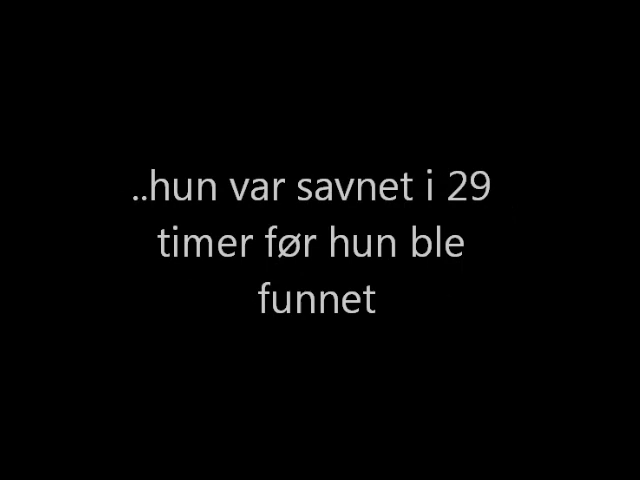 ..hun var savnet i 29
timer før hun ble
funnet